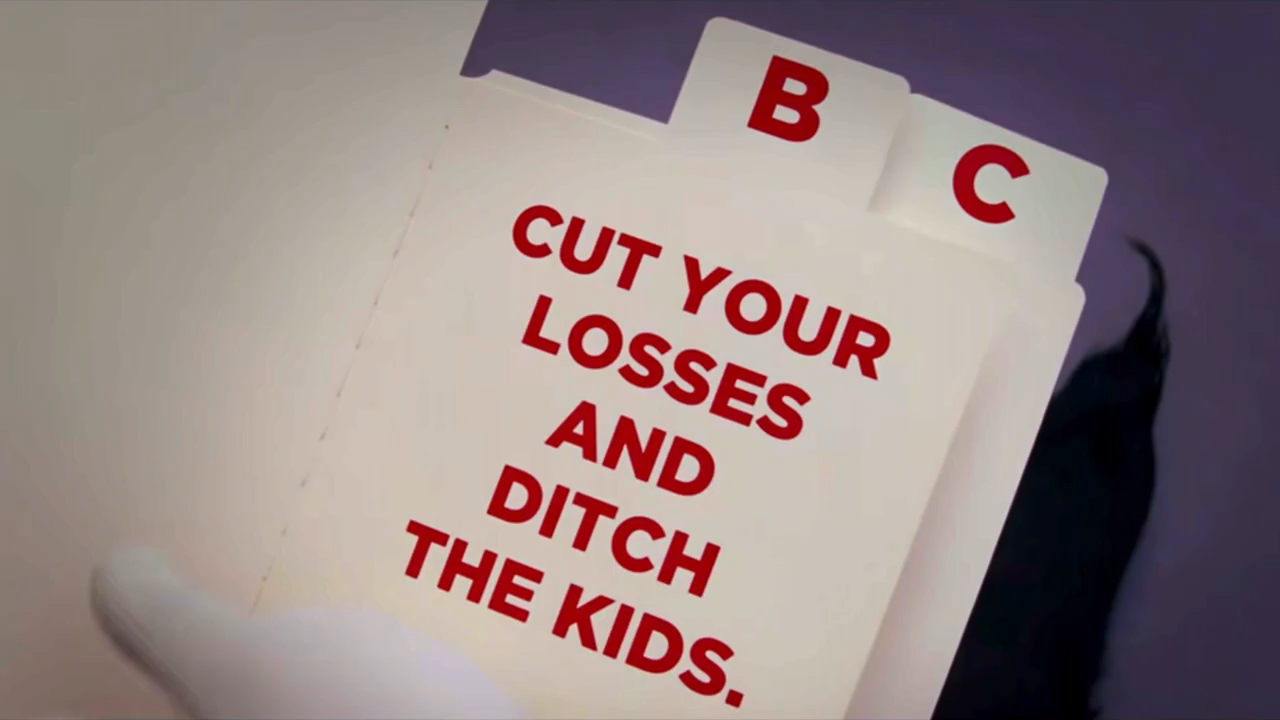 B
C
CUT YOUR
LOSSES
AND
DITCH
THE KIDS.